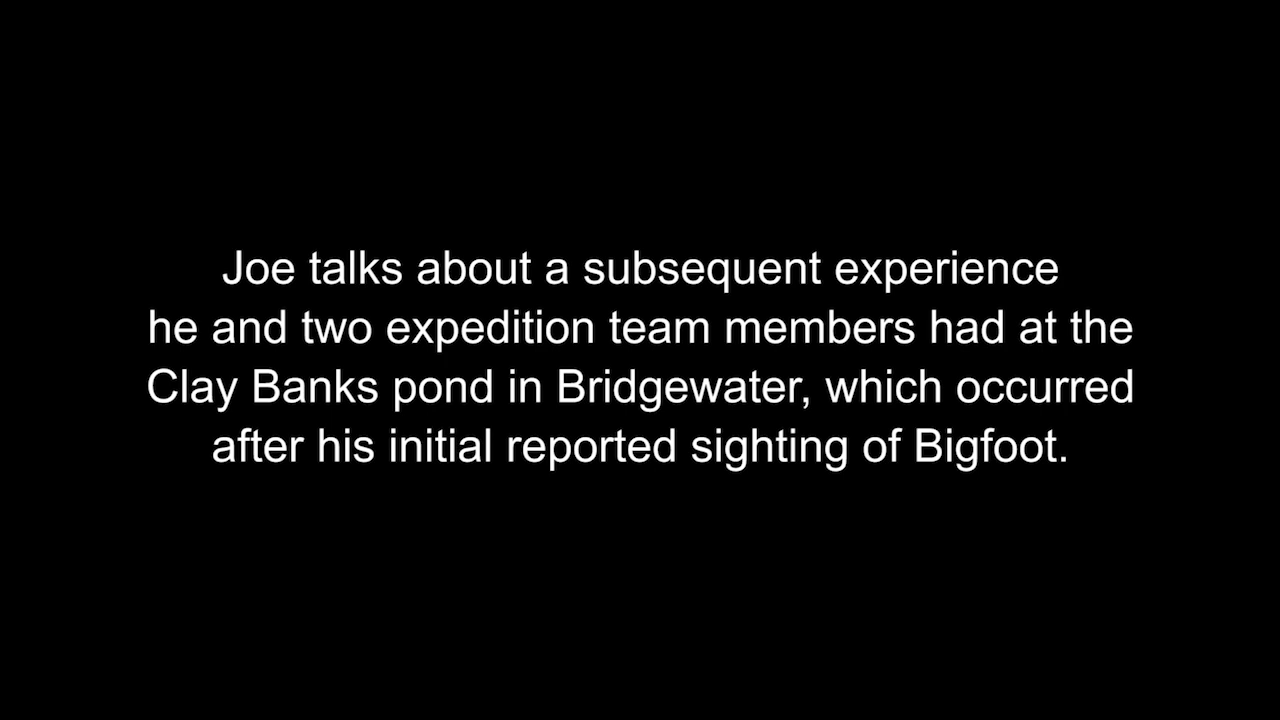 Joe talks about a subsequent experience
he and two expedition team members had at the
Clay Banks pond in Bridgewater, which occurred
after his initial reported sighting of Bigfoot.